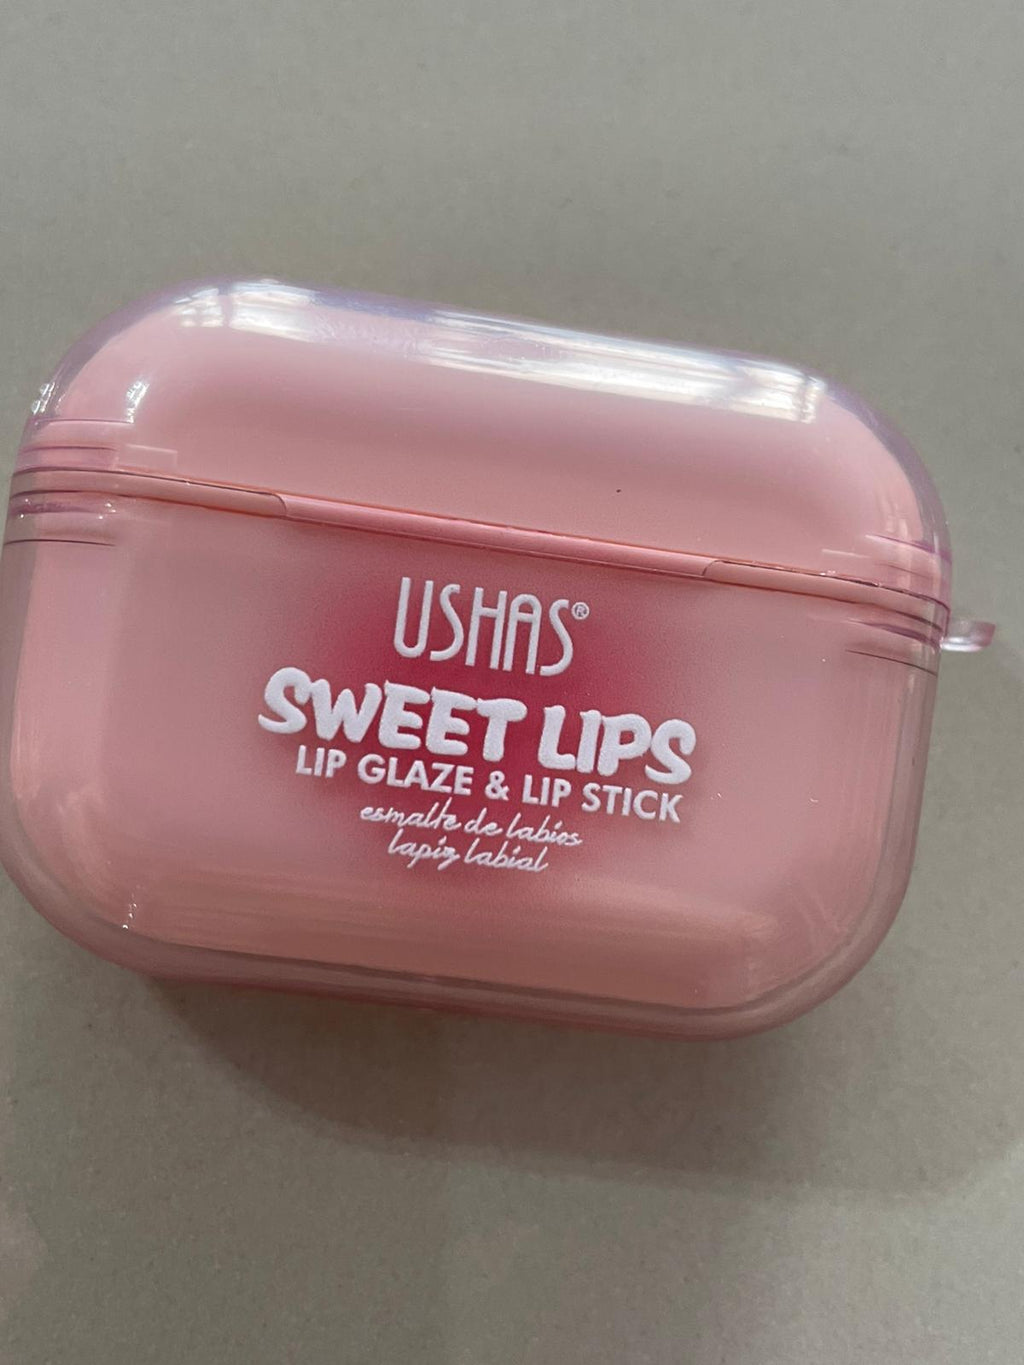 USHAS®
SWEET LIPS
LIP GLAZE & LIP STICK
esmalte de labios
lapiz labial